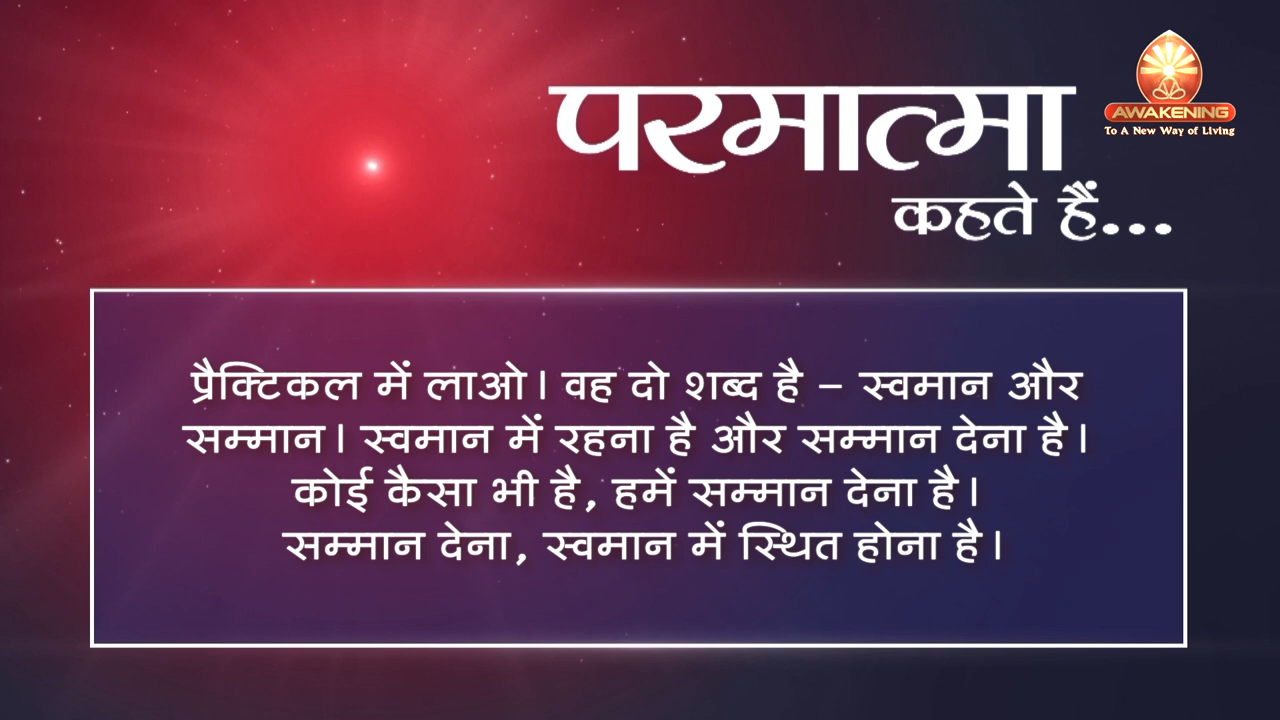 परमात्मा
कहते हैं...
AWAKENING
To A New Way of Living
प्रैक्टिकल में लाओ। वह दो शब्द है – स्वमान और
सम्मान। स्वमान में रहना है और सम्मान देना है।
कोई कैसा भी है, हमें सम्मान देना है।
सम्मान देना, स्वमान में स्थित होना है।